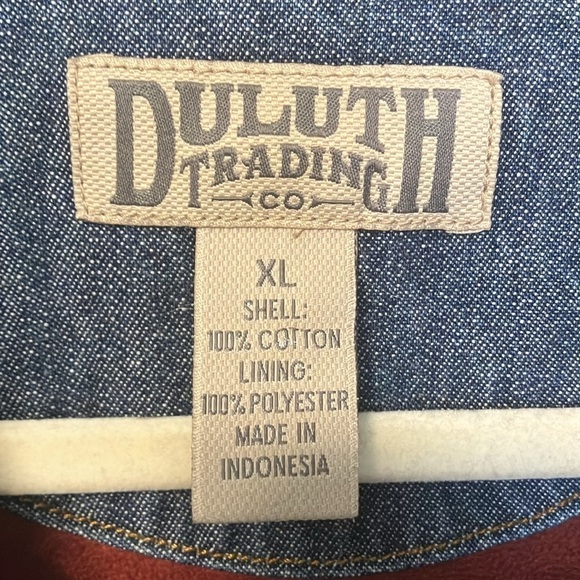 DULUTH
TRADING
CO
XL
SHELL:
100% COTTON
LINING:
100% POLYESTER
MADE IN
INDONESIA